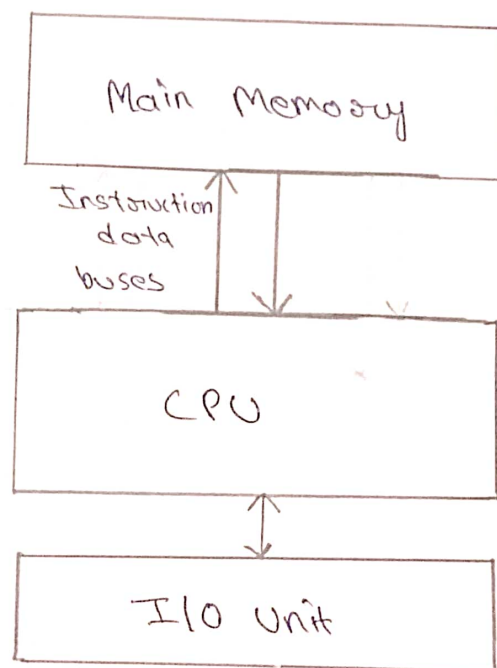 Main Memory
Instruction
data
buses
CPU
I/O Unit